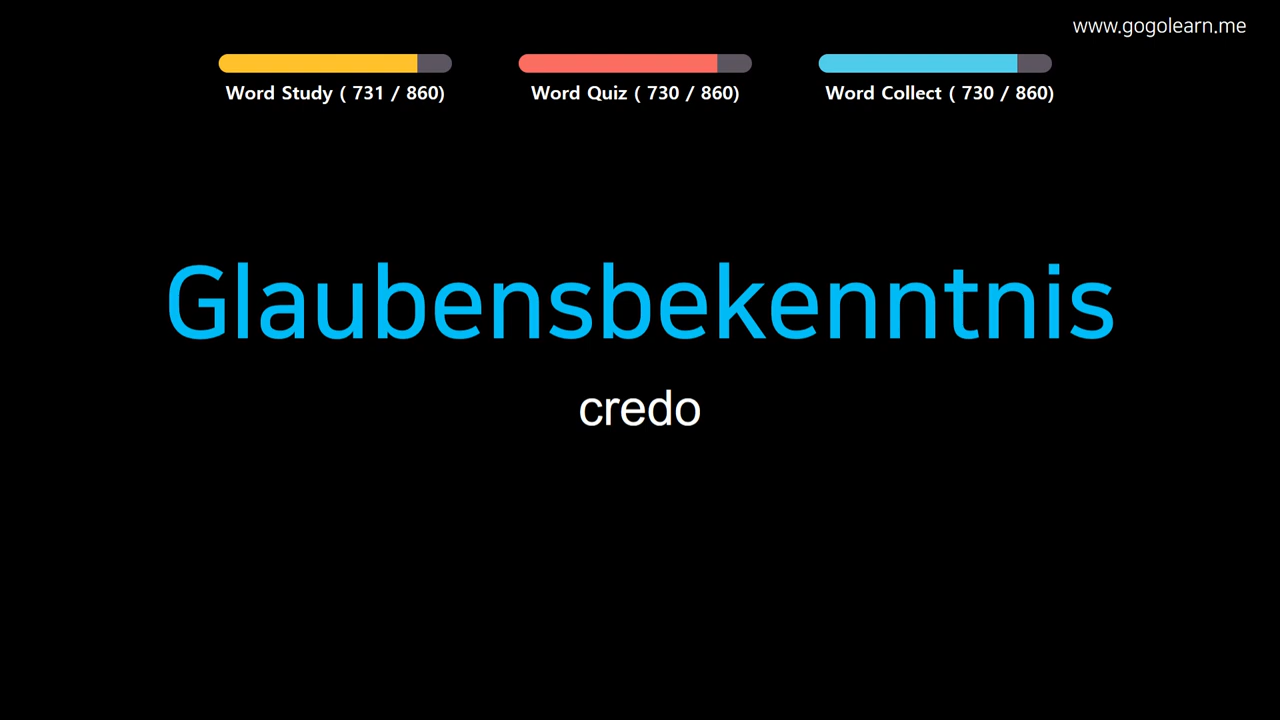 www.gogolearn.me
Word Study ( 731 / 860)
Word Quiz ( 730 / 860)
Word Collect ( 730 / 860)
Glaubensbekenntnis
credo